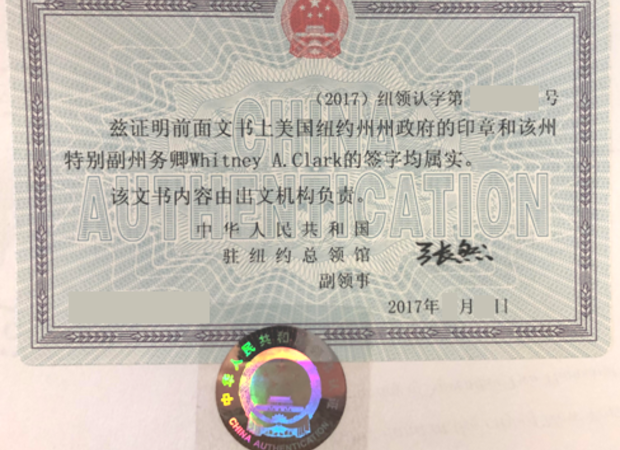 CHINA
AUTHENTICATION
（2017）纽领认字第 号
兹证明前面文书上美国纽约州州政府的印章和该州
特别副州务卿Whitney A.Clark的签字均属实。
该文书内容由出文机构负责。
中华人民共和国
驻纽约总领馆
副领事
张然
2017年 月 日
中华人民共和
CHINA AUTHENTICATION